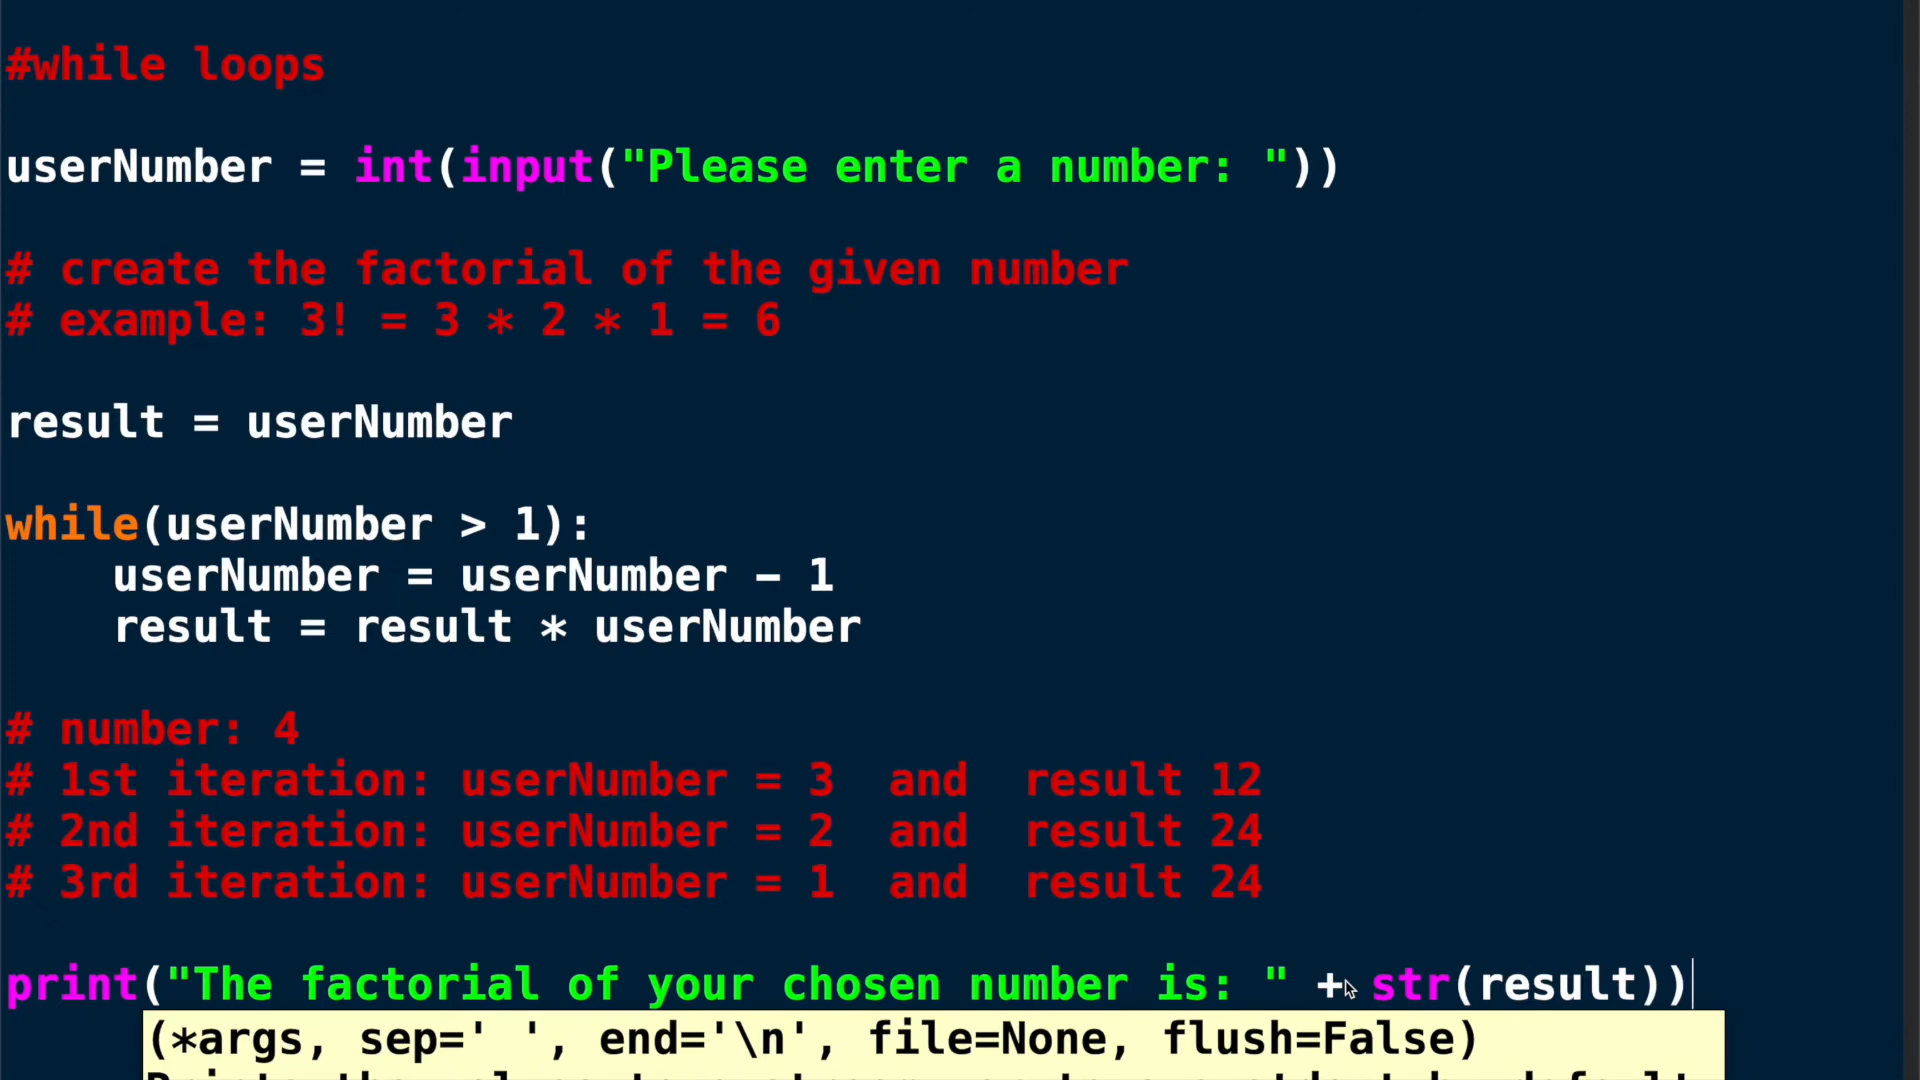 #while loops
userNumber = int(input("Please enter a number: "))
# create the factorial of the given number
# example: 3! = 3 * 2 * 1 = 6
result = userNumber
while(userNumber > 1):
    userNumber = userNumber - 1
    result = result * userNumber
# number: 4
# 1st iteration: userNumber = 3  and  result 12
# 2nd iteration: userNumber = 2  and  result 24
# 3rd iteration: userNumber = 1  and  result 24
print("The factorial of your chosen number is: " + str(result))
(*args, sep=' ', end='\n', file=None, flush=False)